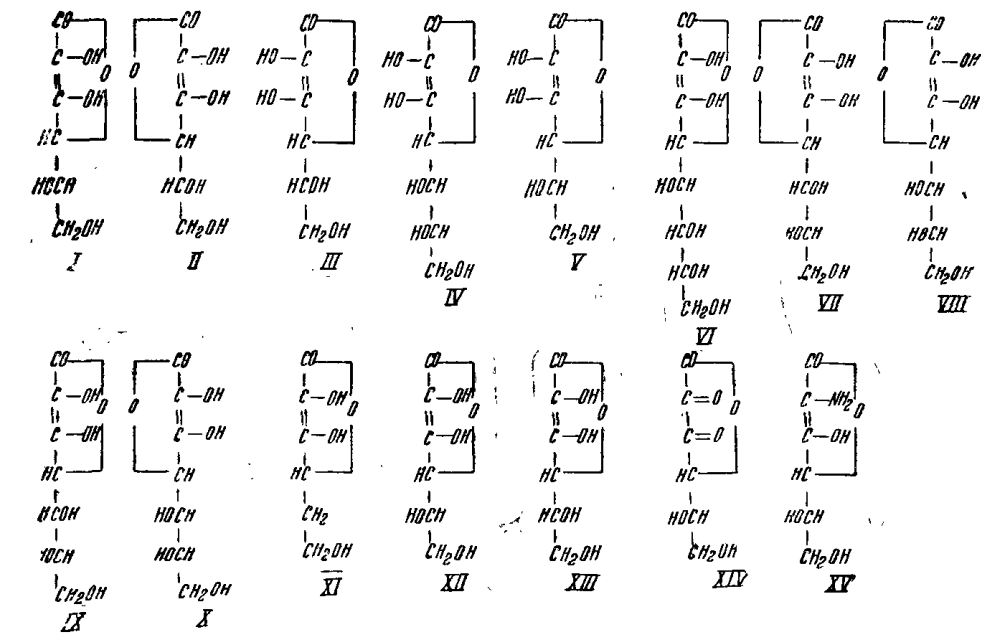 CO CO CO CO CO CO CO CO
C-OH O O C-OH HO-C O HO-C O HO-C O C-OH O O C-OH O C-OH
C-OH C-OH HO-C HO-C HO-C C-OH C-OH C-OH
HC CH HC HC HC HC CH CH
HOCH HCOH HCOH HOCH HOCH HOCH HCOH HOCH
CH2OH CH2OH CH2OH HOCH CH2OH HCOH HOCH HOCH
I II III CH2OH V HCOH CH2OH CH2OH
IV CH2OH VII VIII
VI
CO CO CO CO CO CO CO
C-OH O O C-OH C-OH O C-OH O C-OH O C=O O C-NH2 O
C-OH C-OH C-OH C-OH C-OH C=O C-OH
HC CH HC HC HC HC HC
HCOH HOCH CH2 HOCH HCOH HOCH HOCH
HOCH HOCH CH2OH CH2OH CH2OH CH2OH CH2OH
CH2OH CH2OH XI XII XIII XIV XV
IX X